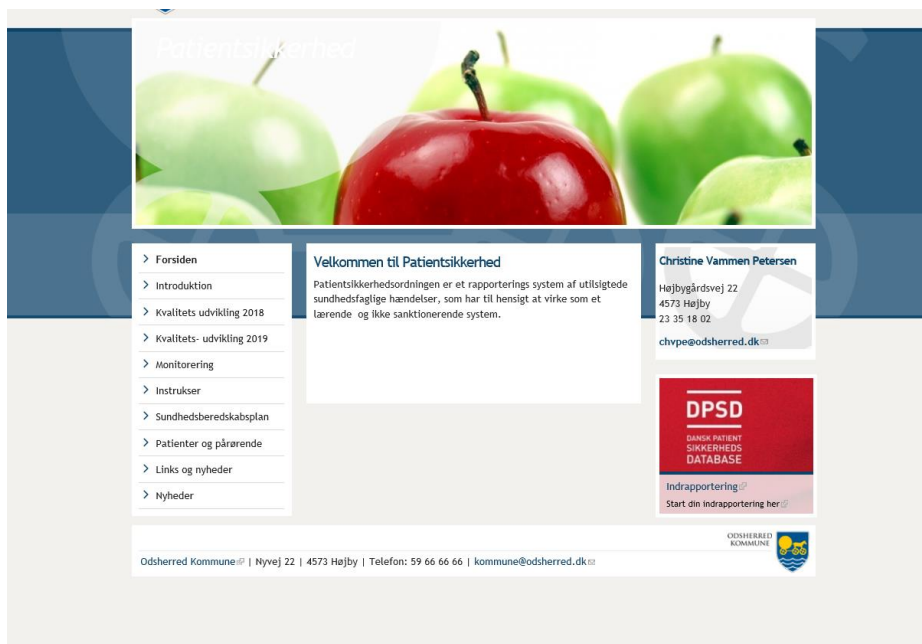 Patientsikkerhed
Forsiden
Introduktion
Kvalitets udvikling 2018
Kvalitets- udvikling 2019
Monitorering
Instrukser
Sundhedsberedskabsplan
Patienter og pårørende
Links og nyheder
Nyheder
Velkommen til Patientsikkerhed
Patientsikkerhedsordningen er et rapporterings system af utilsigtede
sundhedsfaglige hændelser, som har til hensigt at virke som et
lærende og ikke sanktionerende system.
Christine Vammen Petersen
Højbygårdsvej 22
4573 Højby
23 35 18 02
chvpe@odsherred.dk
DPSD
DANSK PATIENT
SIKKERHEDS
DATABASE
Indrapportering
Start din indrapportering her
ODSHERRED
KOMMUNE
Odsherred Kommune | Nyvej 22 | 4573 Højby | Telefon: 59 66 66 66 | kommune@odsherred.dk